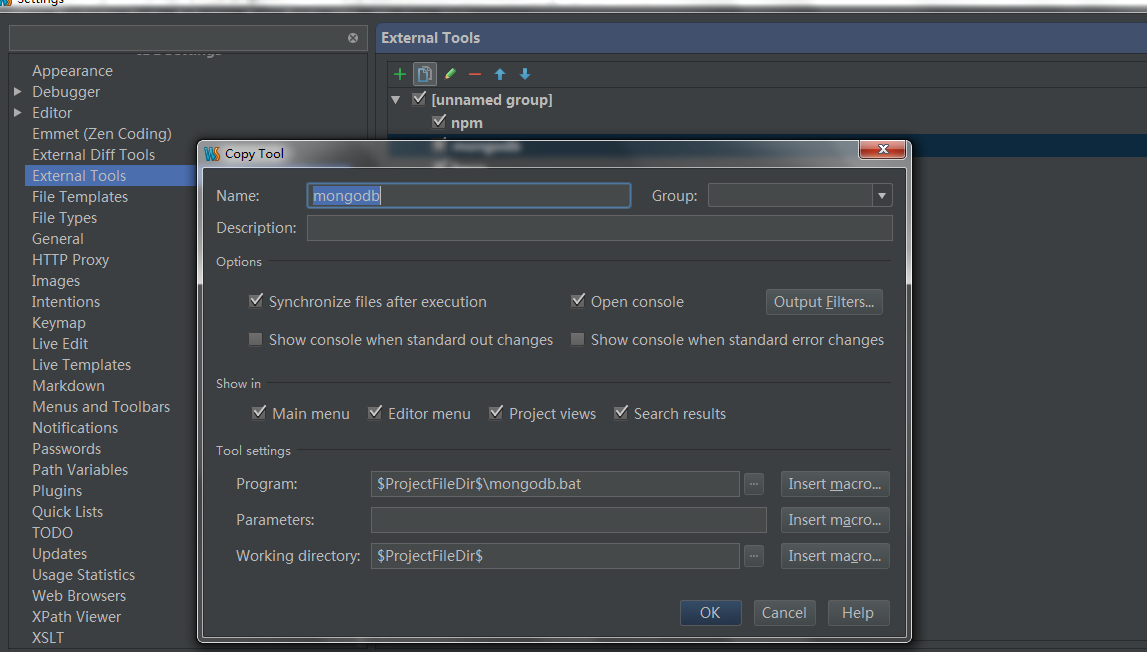 Settings
External Tools
Appearance
Debugger
Editor
Emmet (Zen Coding)
External Diff Tools
External Tools
File Templates
File Types
General
HTTP Proxy
Images
Intentions
Keymap
Live Edit
Live Templates
Markdown
Menus and Toolbars
Notifications
Passwords
Path Variables
Plugins
Quick Lists
TODO
Updates
Usage Statistics
Web Browsers
XPath Viewer
XSLT
[unnamed group]
npm
mongodb
WS Copy Tool
Name: mongodb Group:
Description:
Options
Synchronize files after execution Open console Output Filters...
Show console when standard out changes Show console when standard error changes
Show in
Main menu Editor menu Project views Search results
Tool settings
Program: $ProjectFileDir$\mongodb.bat ... Insert macro...
Parameters: Insert macro...
Working directory: $ProjectFileDir$ ... Insert macro...
OK Cancel Help